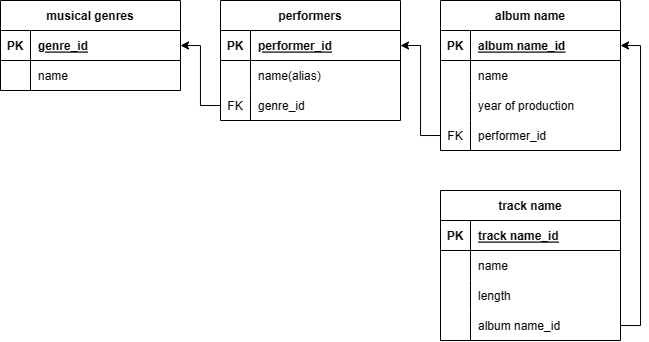 musical genres
PK genre_id
name
performers
PK performer_id
name(alias)
FK genre_id
album name
PK album name_id
name
year of production
FK performer_id
track name
PK track name_id
name
length
album name_id